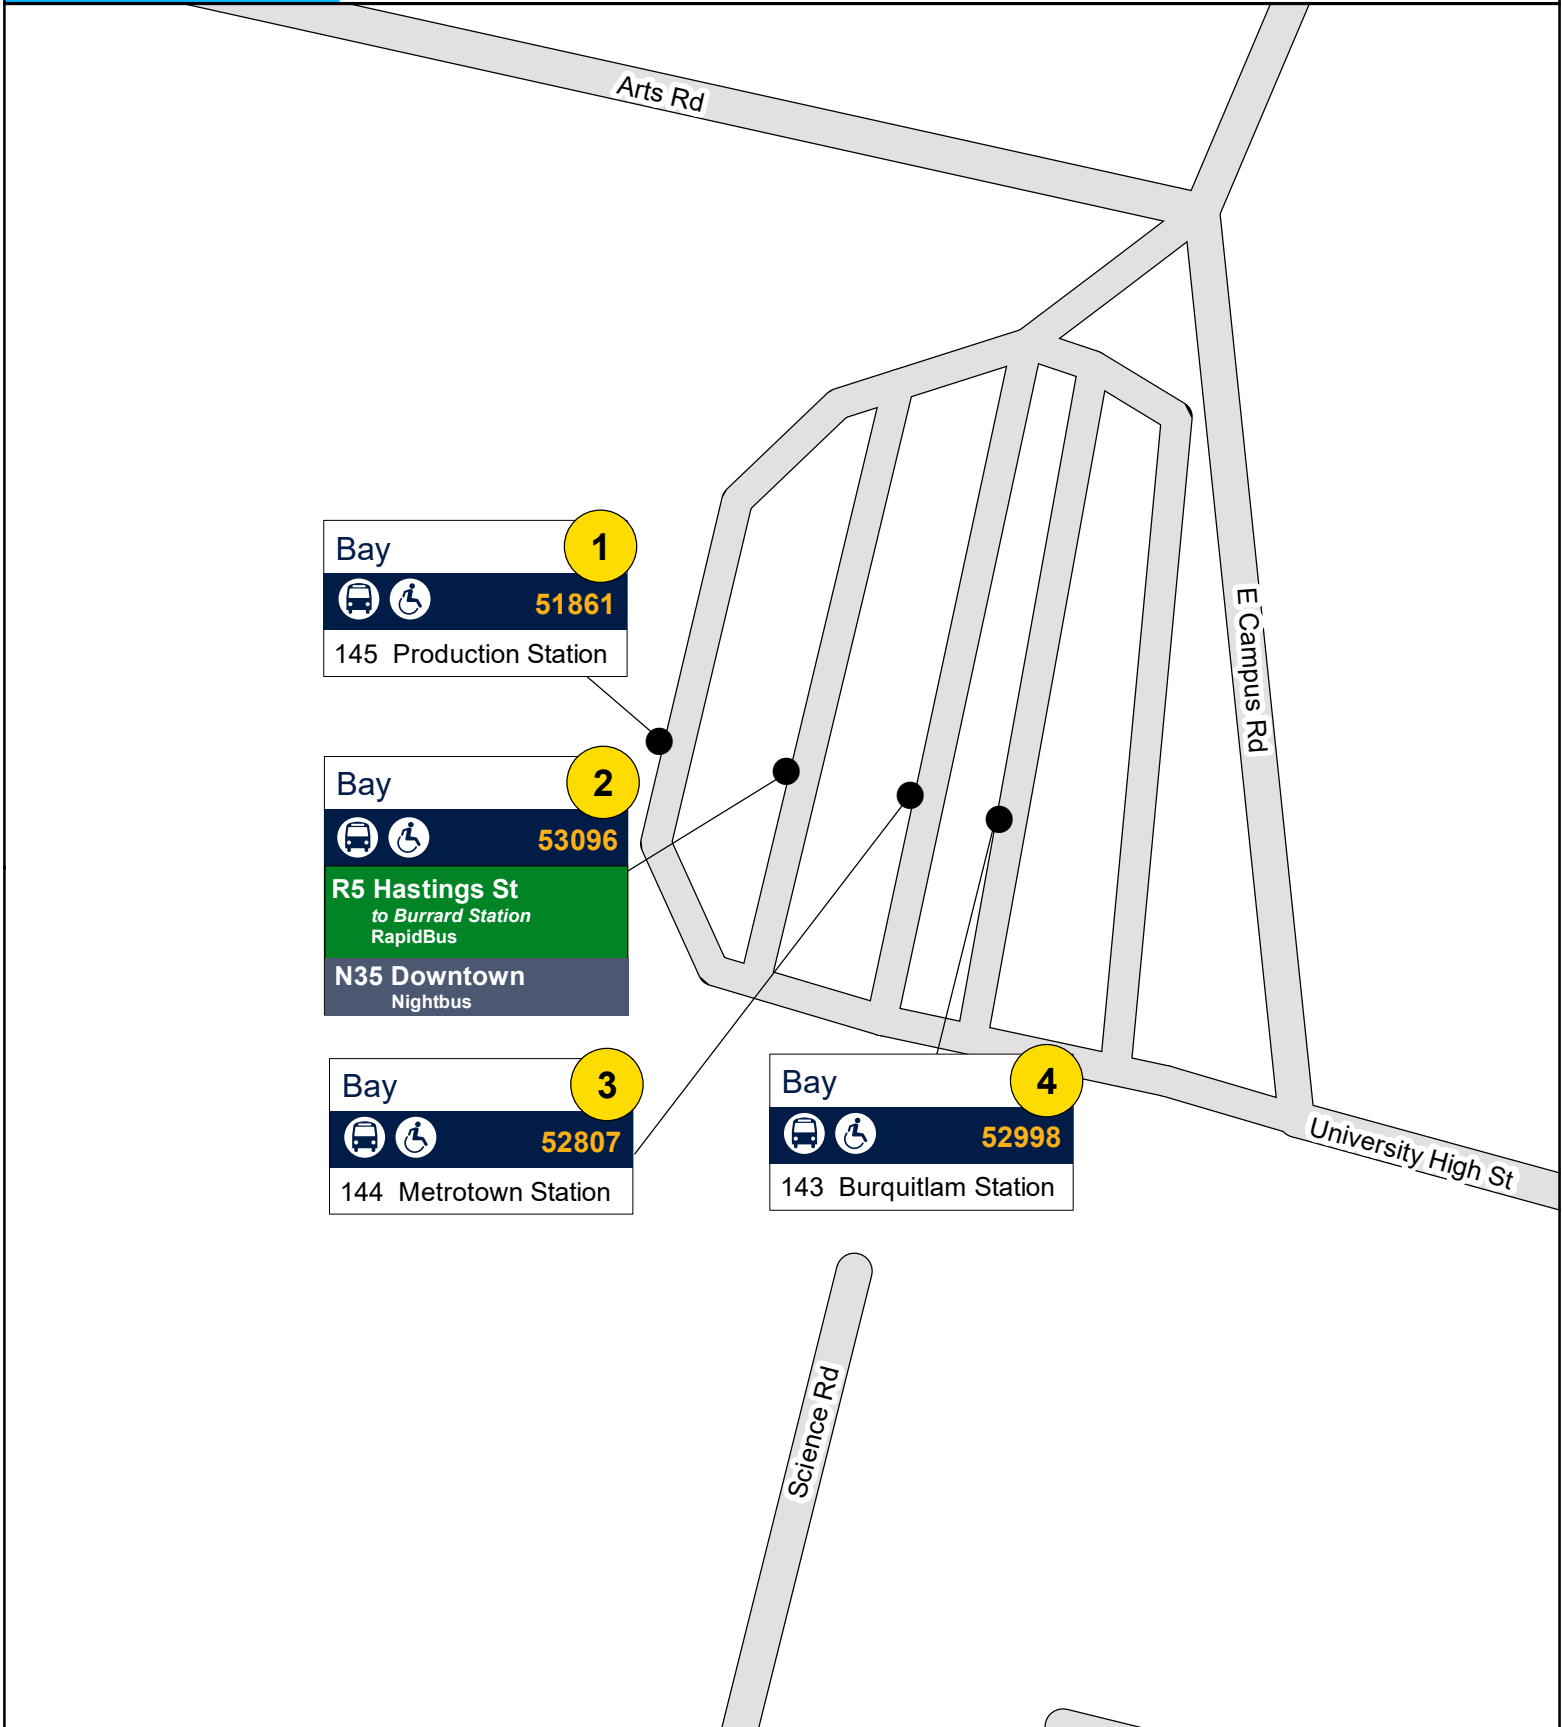 Arts Rd
Bay 1
51861
145 Production Station
E Campus Rd
Bay 2
53096
R5 Hastings St
to Burrard Station
RapidBus
N35 Downtown
Nightbus
Bay 3
52807
144 Metrotown Station
Bay 4
52998
143 Burquitlam Station
University High St
Science Rd